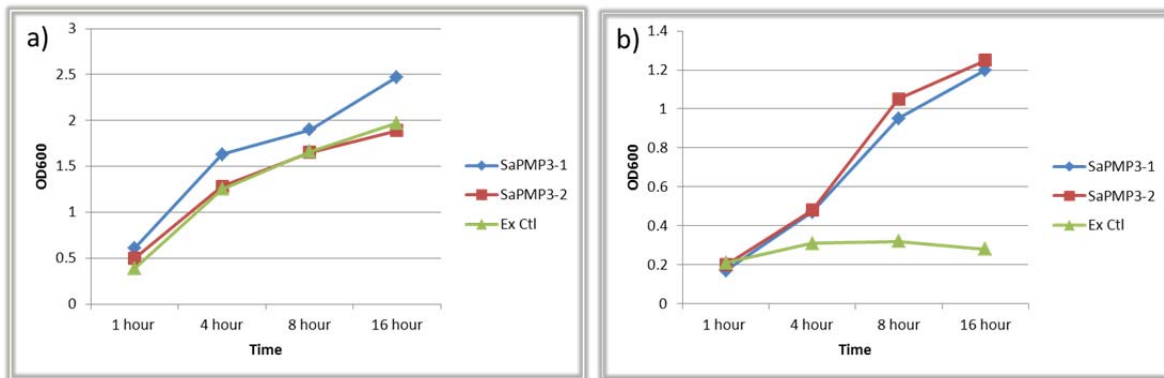 a)
3
2.5
2
1.5
1
0.5
0
OD600
1 hour 4 hour 8 hour 16 hour
Time
SaPMP3-1
SaPMP3-2
Ex Ctl
b)
1.4
1.2
1
0.8
0.6
0.4
0.2
0
OD600
1 hour 4 hour 8 hour 16 hour
Time
SaPMP3-1
SaPMP3-2
Ex Ctl